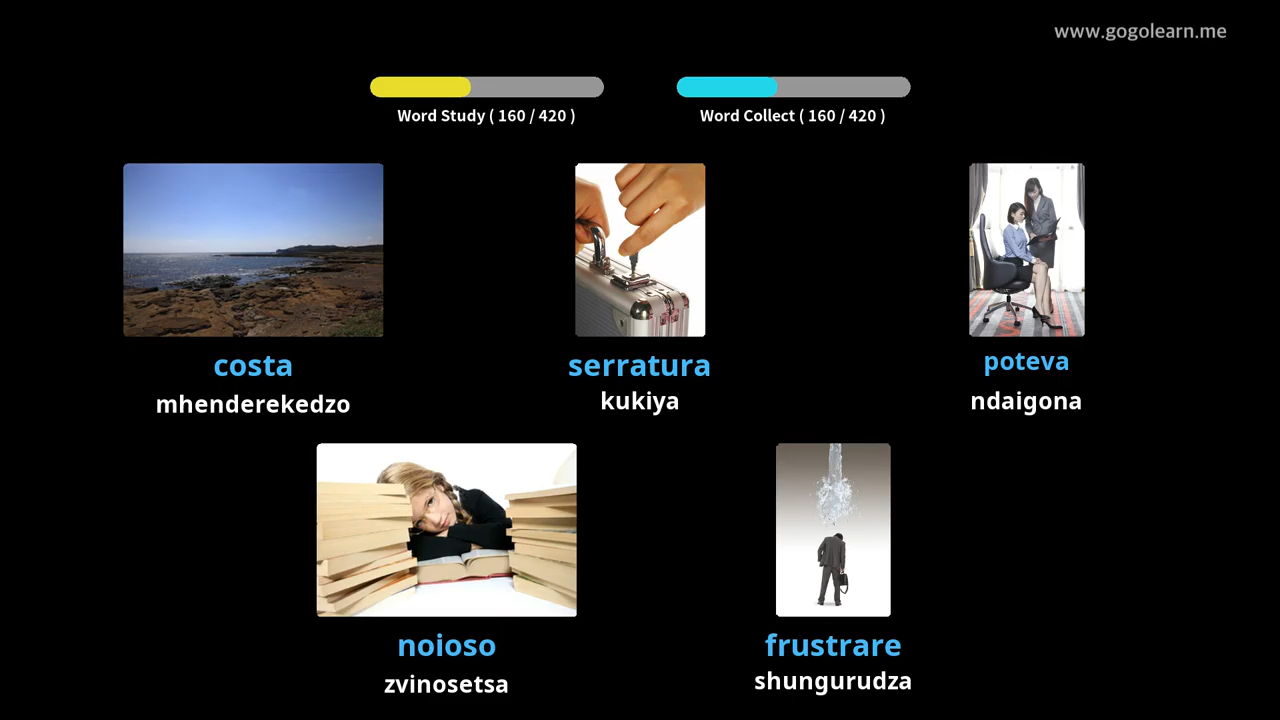 www.gogolearn.me
Word Study ( 160 / 420 )
Word Collect ( 160 / 420 )
costa
mhenderekedzo
serratura
kukiya
poteva
ndaigona
noioso
zvinosetsa
frustrare
shungurudza